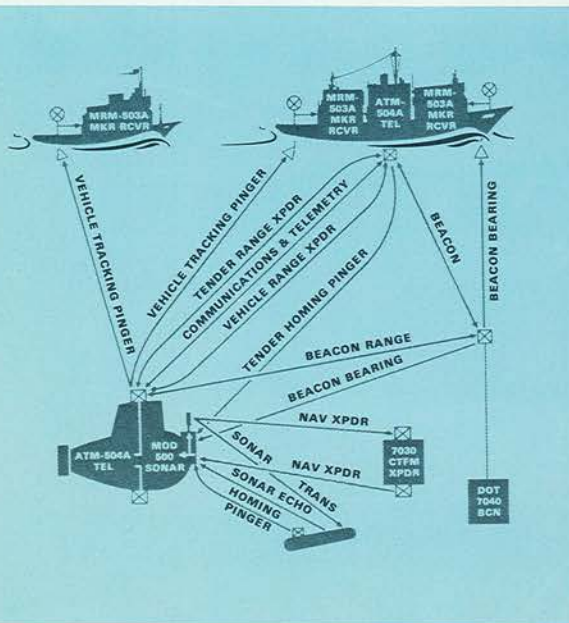 MRM-503A
MKR RCVR
MRM-
503A
MKR
RCVR
ATM-
504A
TEL
MRM-
503A
MKR
RCVR
VEHICLE TRACKING PINGER
VEHICLE TRACKING PINGER
TENDER RANGE XPDR
COMMUNICATIONS & TELEMETRY
VEHICLE RANGE XPDR
TENDER HOMING PINGER
BEACON
BEACON BEARING
BEACON RANGE
BEACON BEARING
ATM-504A
TEL
MOD
500
SONAR
NAV XPDR
SONAR TRANS
NAV XPDR
SONAR ECHO
HOMING
PINGER
7030
CTFM
XPDR
DOT
7040
BCN